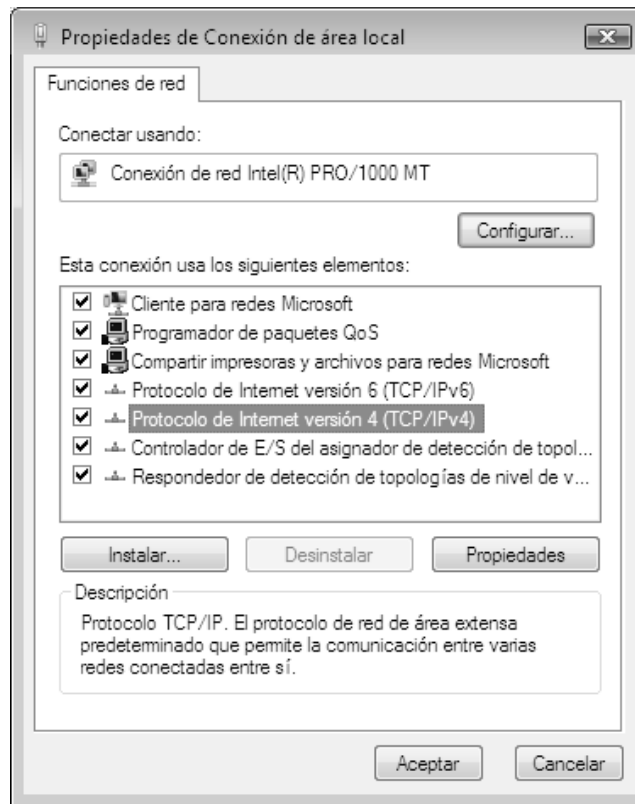 Propiedades de Conexión de área local
Funciones de red
Conectar usando:
Conexión de red Intel(R) PRO/1000 MT
Configurar...
Esta conexión usa los siguientes elementos:
Cliente para redes Microsoft
Programador de paquetes QoS
Compartir impresoras y archivos para redes Microsoft
Protocolo de Internet versión 6 (TCP/IPv6)
Protocolo de Internet versión 4 (TCP/IPv4)
Controlador de E/S del asignador de detección de topol...
Respondedor de detección de topologías de nivel de v...
Instalar... Desinstalar Propiedades
Descripción
Protocolo TCP/IP. El protocolo de red de área extensa
predeterminado que permite la comunicación entre varias
redes conectadas entre sí.
Aceptar Cancelar